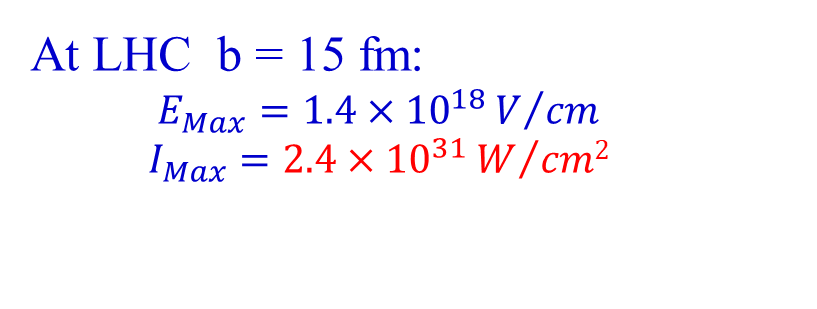 At LHC b = 15 fm:
E_Max = 1.4 × 10^18 V/cm
I_Max = 2.4 × 10^31 W/cm^2